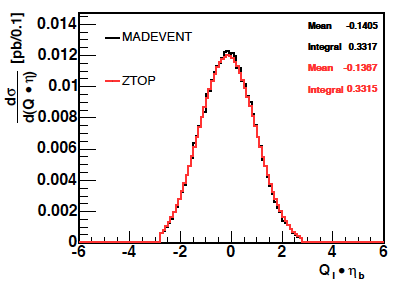 0.014
0.012
0.01
0.008
0.006
0.004
0.002
0
dσ
d(Q • η)
[pb/0.1]
MADEVENT
ZTOP
Mean -0.1405
Integral 0.3317
Mean -0.1367
Integral 0.3315
-6 -4 -2 0 2 4 6
Q l • η b